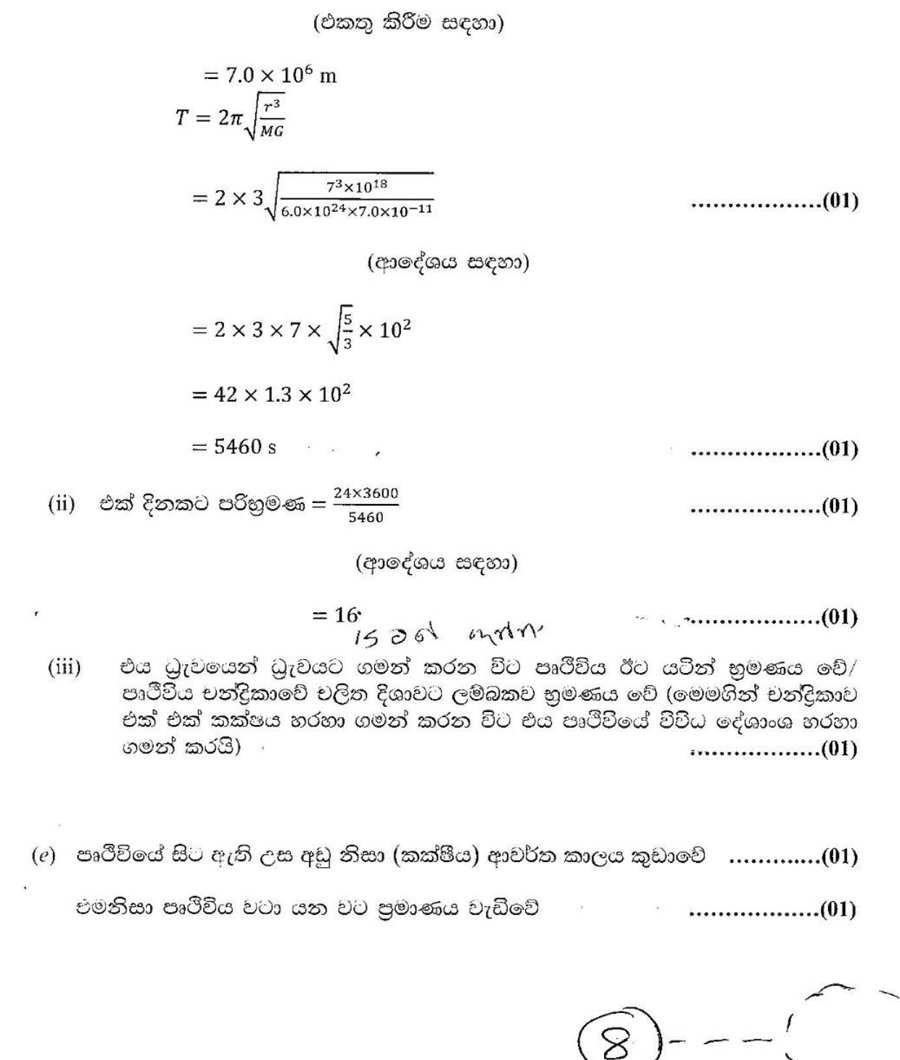 (එකතු කිරීම සඳහා)
= 7.0 × 10⁶ m
T = 2π√(r³/MG)
= 2 × 3√(7³×10¹⁸/6.0×10²⁴×7.0×10⁻¹¹) ..................(01)
(ආදේශය සඳහා)
= 2 × 3 × 7 × √(5/3) × 10²
= 42 × 1.3 × 10²
= 5460 s ..................(01)
(ii) එක් දිනකට පරිභ්‍රමණ = 24×3600/5460 ..................(01)
(ආදේශය සඳහා)
= 16 ..................(01)
15
(iii) එය ධ්‍රැවයෙන් ධ්‍රැවයට ගමන් කරන විට පෘථිවිය ඊට යටින් භ්‍රමණය වේ/
පෘථිවිය චන්ද්‍රිකාවේ චලිත දිශාවට ලම්බකව භ්‍රමණය වේ (මෙමගින් චන්ද්‍රිකාව
එක් එක් කක්ෂය හරහා ගමන් කරන විට එය පෘථිවියේ විවිධ දේශාංශ හරහා
ගමන් කරයි) ..................(01)
(e) පෘථිවියේ සිට ඇති උස අඩු නිසා (කක්ෂීය) ආවර්ත කාලය කුඩාවේ .............(01)
එමනිසා පෘථිවිය වටා යන වට ප්‍රමාණය වැඩිවේ ..................(01)
8